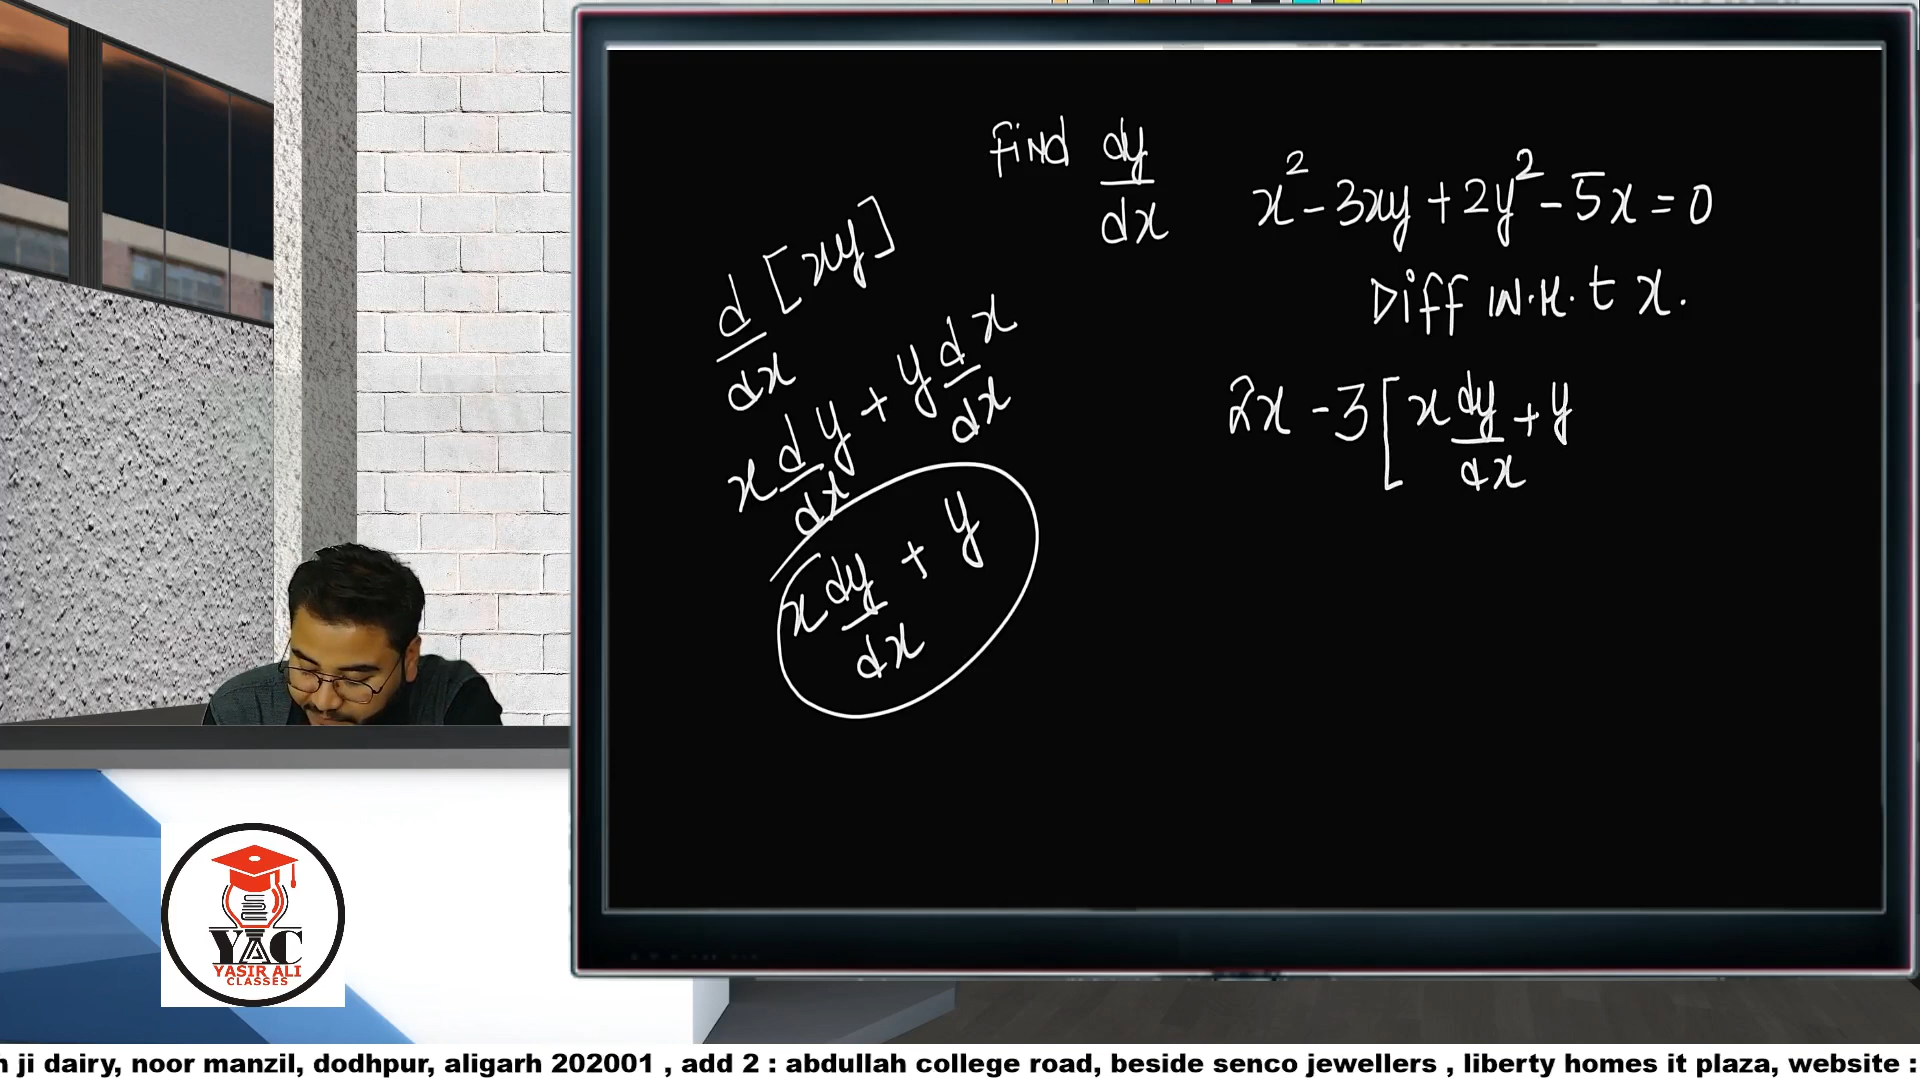 Find dy/dx x² - 3xy + 2y² - 5x = 0
Diff w.r.t x.
d/dx [xy]
x d/dx y + y d/dx x
x dy/dx + y
2x - 3[x dy/dx + y
YAC
YASIR ALI
CLASSES
ji dairy, noor manzil, dodhpur, aligarh 202001 , add 2 : abdullah college road, beside senco jewellers , liberty homes it plaza, website :